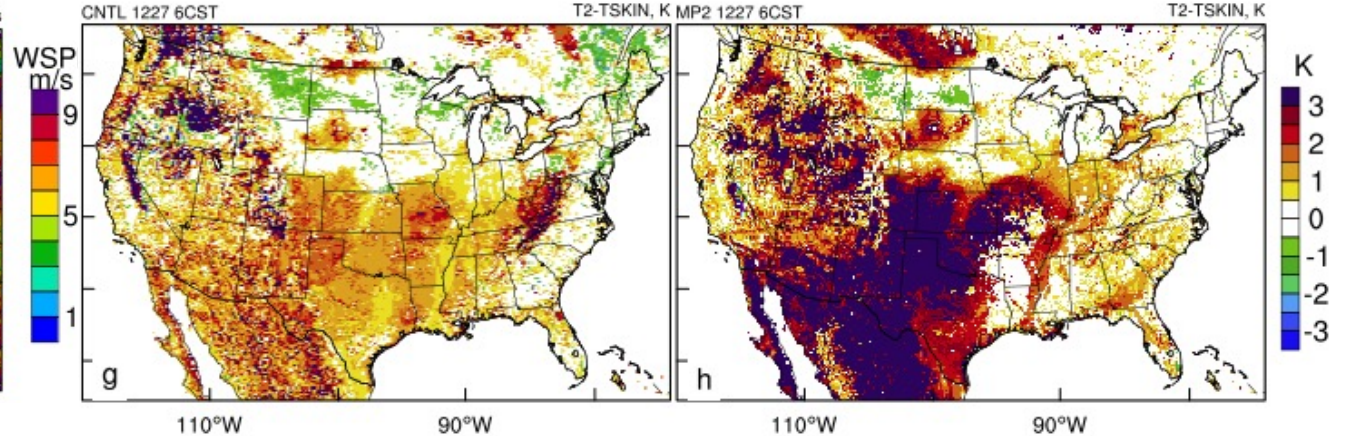 CNTL 1227 6CST
T2-TSKIN, K
MP2 1227 6CST
T2-TSKIN, K
WSP
m/s
9
5
1
K
3
2
1
0
-1
-2
-3
g
h
110°W
90°W
110°W
90°W